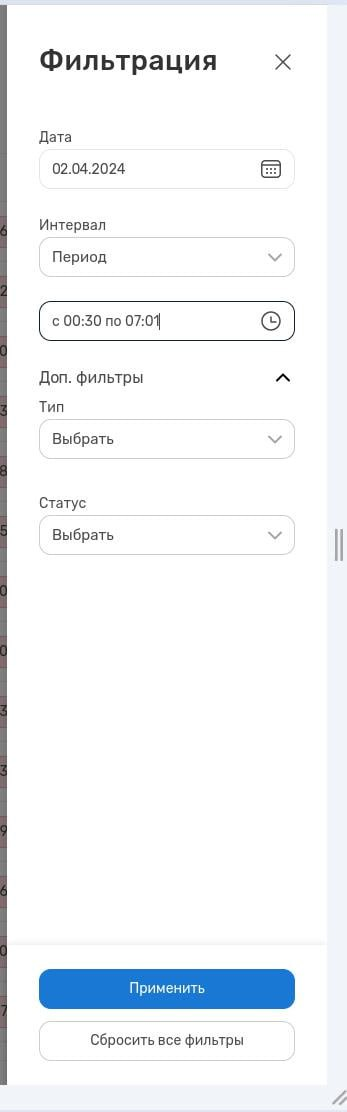 Фильтрация
Дата
02.04.2024
Интервал
Период
с 00:30 по 07:01
Доп. фильтры
Тип
Выбрать
Статус
Выбрать
Применить
Сбросить все фильтры